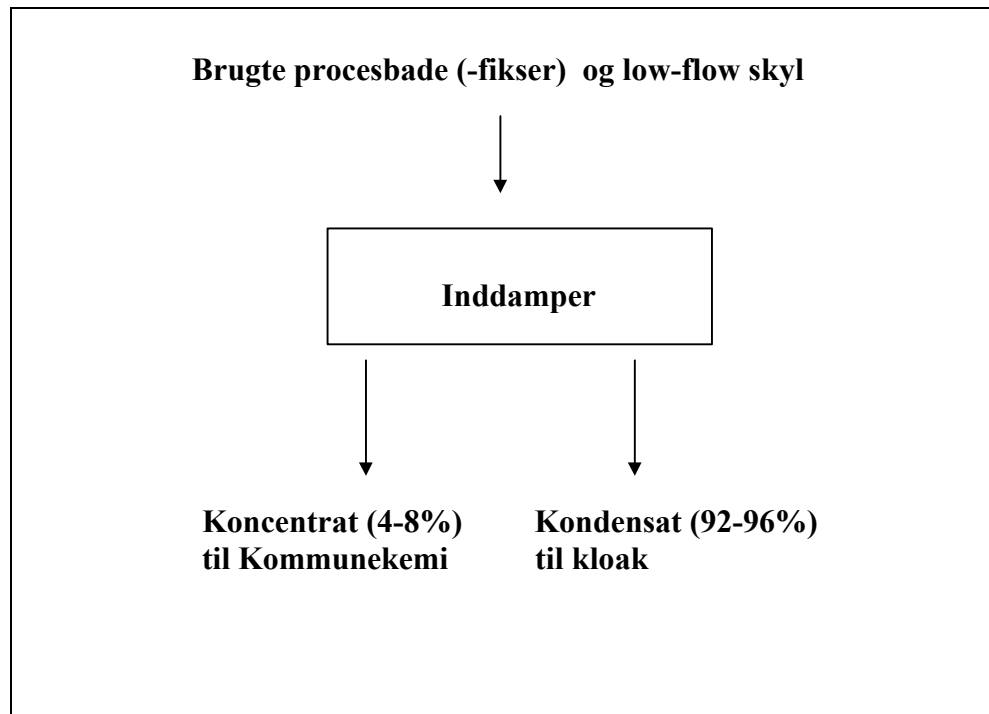 Brugte procesbade (-fikser) og low-flow skyl
Inddamper
Koncentrat (4-8%)
til Kommunekemi
Kondensat (92-96%)
til kloak